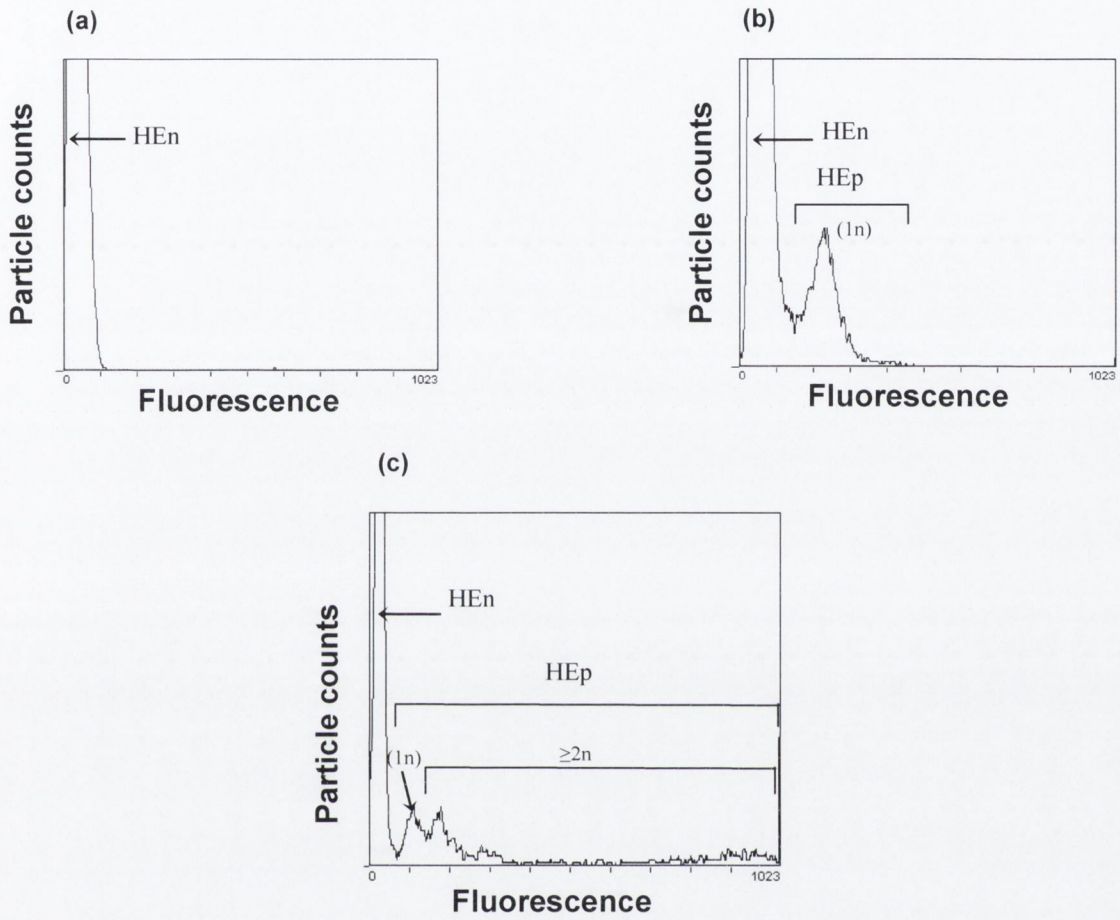 (a)
Particle counts
HEn
0
1023
Fluorescence
(b)
Particle counts
HEn
HEp
(1n)
0
1023
Fluorescence
(c)
Particle counts
HEn
HEp
(1n)
≥2n
0
1023
Fluorescence